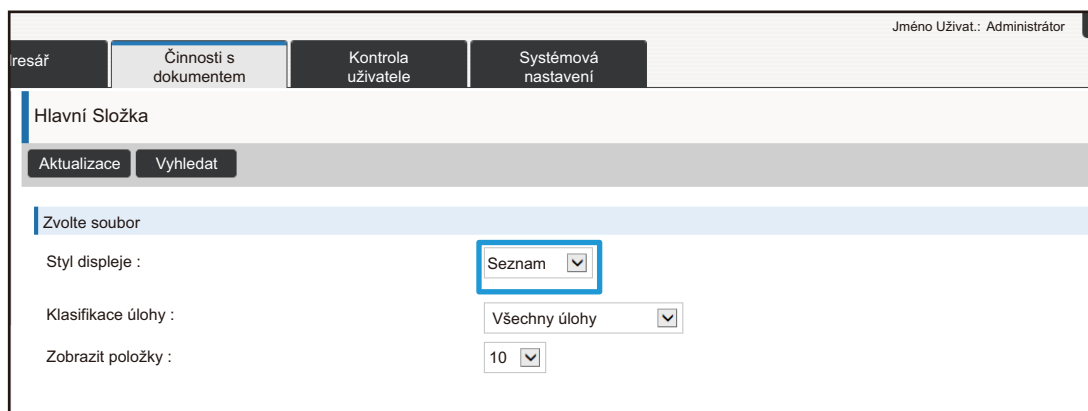 Jméno Uživat.: Administrátor
Činnosti s
dokumentem
Kontrola
uživatele
Systémová
nastavení
Hlavní Složka
Aktualizace Vyhledat
Zvolte soubor
Styl displeje : Seznam
Klasifikace úlohy : Všechny úlohy
Zobrazit položky : 10